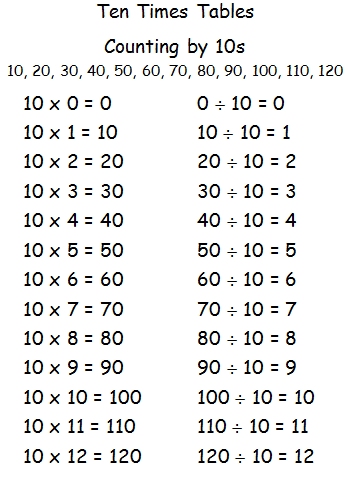 Ten Times Tables
Counting by 10s
10, 20, 30, 40, 50, 60, 70, 80, 90, 100, 110, 120
10 x 0 = 0 0 ÷ 10 = 0
10 x 1 = 10 10 ÷ 10 = 1
10 x 2 = 20 20 ÷ 10 = 2
10 x 3 = 30 30 ÷ 10 = 3
10 x 4 = 40 40 ÷ 10 = 4
10 x 5 = 50 50 ÷ 10 = 5
10 x 6 = 60 60 ÷ 10 = 6
10 x 7 = 70 70 ÷ 10 = 7
10 x 8 = 80 80 ÷ 10 = 8
10 x 9 = 90 90 ÷ 10 = 9
10 x 10 = 100 100 ÷ 10 = 10
10 x 11 = 110 110 ÷ 10 = 11
10 x 12 = 120 120 ÷ 10 = 12